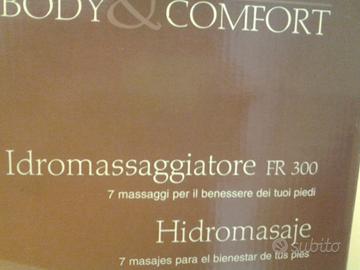 BODY & COMFORT
Idromassaggiatore FR 300
7 massaggi per il benessere dei tuoi piedi
Hidromasaje
7 masajes para el bienestar de tus pies
subito